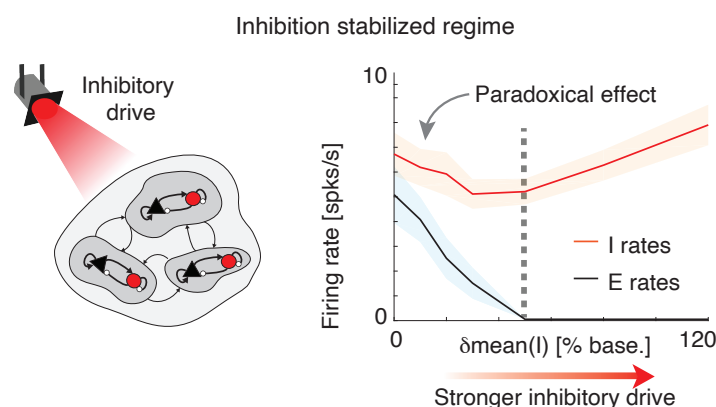 Inhibition stabilized regime
Inhibitory
drive
10
Paradoxical effect
Firing rate [spks/s]
I rates
E rates
0
0
δmean(I) [% base.]
120
Stronger inhibitory drive